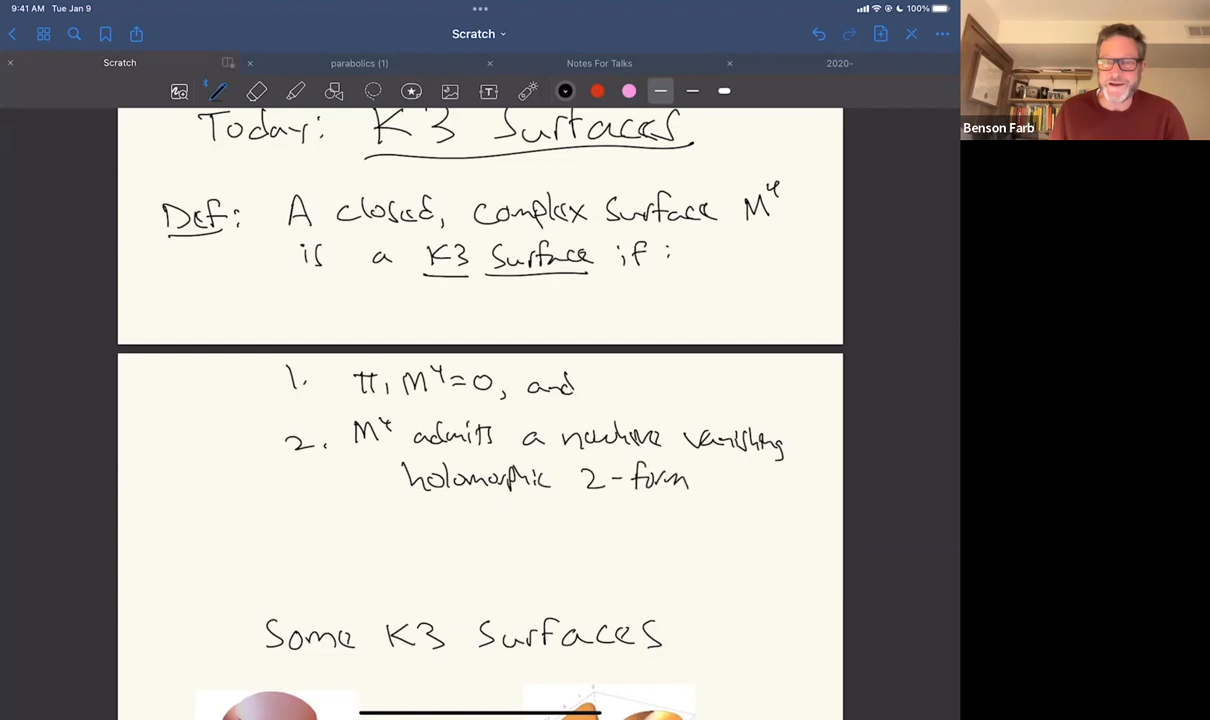 9:41 AM Tue Jan 9
100%
Scratch
Scratch
parabolics (1)
Notes For Talks
2020-
Benson Farb
Today: K3 Surfaces
Def: A closed, complex surface M⁴
is a K3 Surface if:
1. π₁ M⁴ = 0, and
2. M⁴ admits a nowhere vanishing
holomorphic 2-form
Some K3 Surfaces